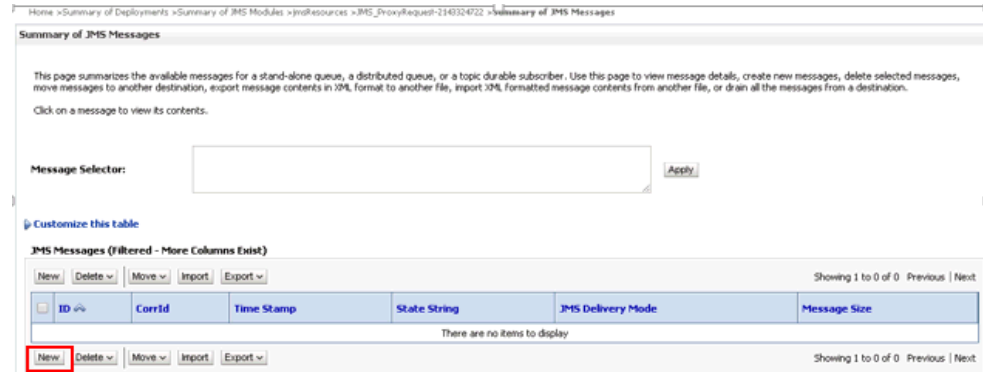 Home >Summary of Deployments >Summary of JMS Modules >jmsResources >JMS_ProxyRequest-2143324722 >Summary of JMS Messages
Summary of JMS Messages
This page summarizes the available messages for a stand-alone queue, a distributed queue, or a topic durable subscriber. Use this page to view message details, create new messages, delete selected messages,
move messages to another destination, export message contents in XML format to another file, import XML formatted message contents from another file, or drain all the messages from a destination.
Click on a message to view its contents.
Message Selector:
Apply
Customize this table
JMS Messages (Filtered - More Columns Exist)
New Delete Move Import Export Showing 1 to 0 of 0 Previous | Next
ID CorrId Time Stamp State String JMS Delivery Mode Message Size
There are no items to display
New Delete Move Import Export Showing 1 to 0 of 0 Previous | Next